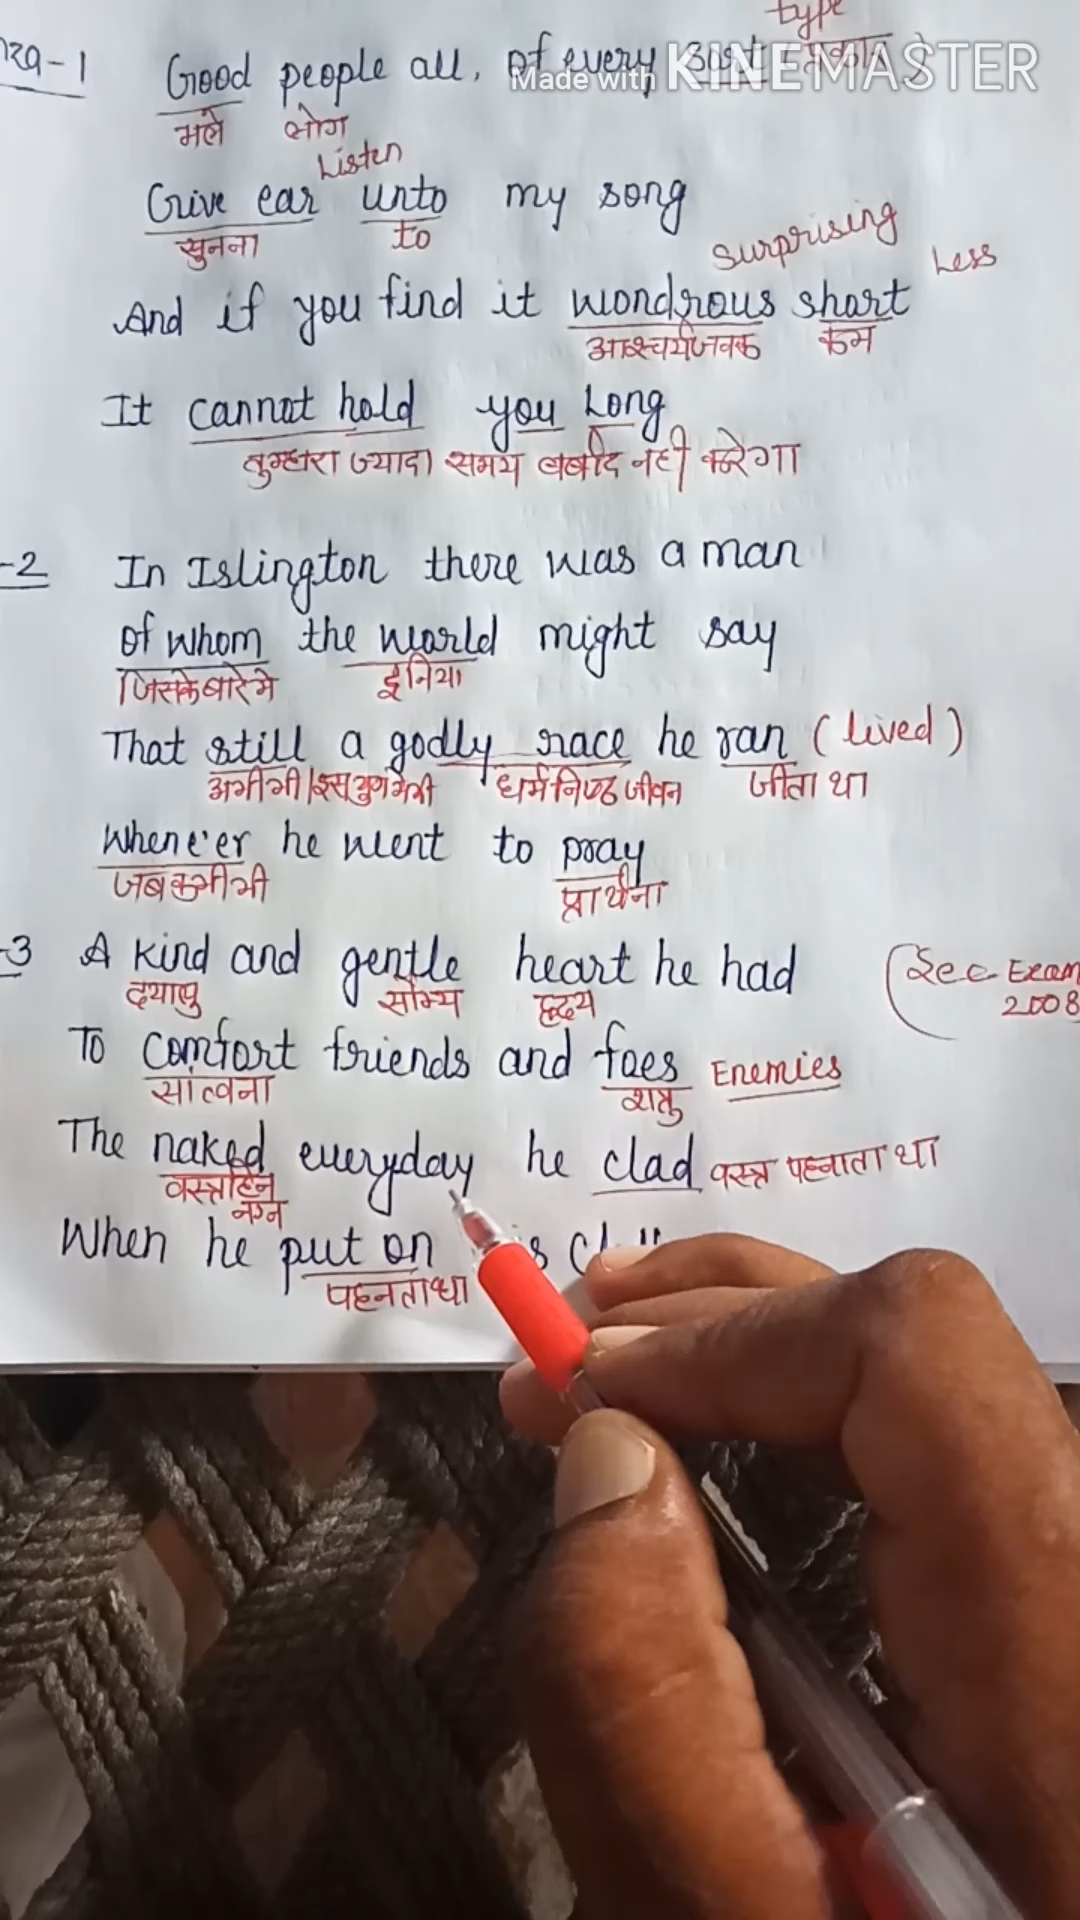 type
Good people all, of every sort
Made with KINEMASTER
भले लोग
Listen
Give ear unto my song
सुनना to
surprising Less
And if you find it wondrous short
आश्चर्यजनक कम
It cannot hold you Long
तुम्हारा ज्यादा समय बर्बाद नही करेगा
-2 In Islington there was a man
of whom the world might say
जिसके बारे मे दुनिया
That still a godly race he ran (lived)
अभीभी/इस युग मे भी धर्मनिष्ठ जीवन जीता था
Whene'er he went to pray
जब कभी भी प्रार्थना
-3 A kind and gentle heart he had (Sec Exam
दयालु सौम्य हृदय 2008
To comfort friends and foes Enemies
सांत्वना शत्रु
The naked everyday he clad वस्त्र पहनाता था
वस्त्रहिन
नग्न
When he put on
पहनता था